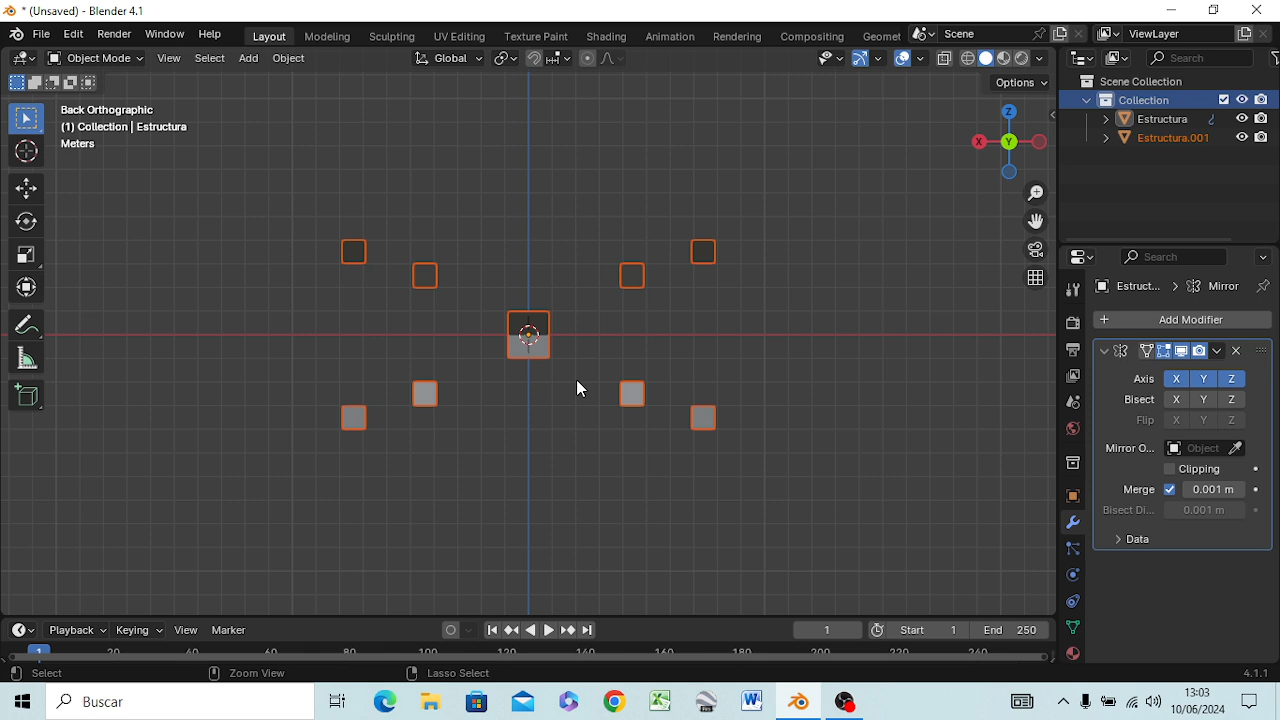 * (Unsaved) - Blender 4.1
File Edit Render Window Help Layout Modeling Sculpting UV Editing Texture Paint Shading Animation Rendering Compositing Geomet Scene ViewLayer
Object Mode View Select Add Object Global Search
Options
Back Orthographic
(1) Collection | Estructura
Meters
Z
X Y
Scene Collection
Collection
Estructura
Estructura.001
Search
Estruct... Mirror
+ Add Modifier
Axis X Y Z
Bisect X Y Z
Flip X Y Z
Mirror O... Object
Clipping
Merge 0.001 m
Bisect Di... 0.001 m
Data
Playback Keying View Marker 1 Start 1 End 250
1 20 40 60 80 100 120 140 160 180 200 220 240
Select Zoom View Lasso Select 4.1.1
Buscar
3:03
10/06/2024